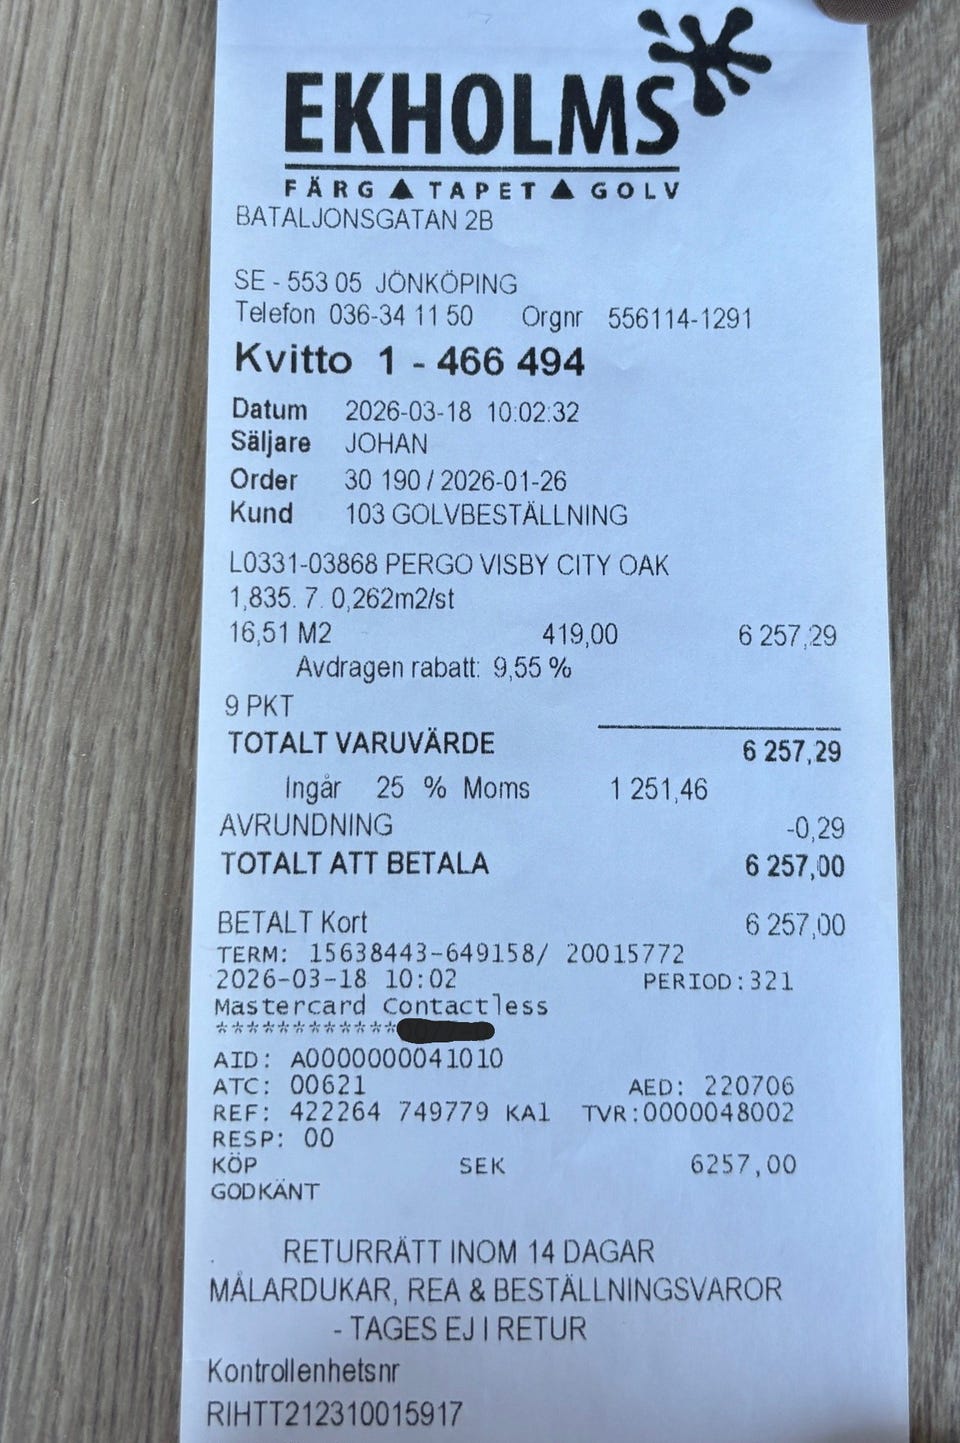 EKHOLMS
FÄRG TAPET GOLV
BATALJONSGATAN 2B
SE - 553 05 JÖNKÖPING
Telefon 036-34 11 50 Orgnr 556114-1291
Kvitto 1 - 466 494
Datum 2026-03-18 10:02:32
Säljare JOHAN
Order 30 190 / 2026-01-26
Kund 103 GOLVBESTÄLLNING
L0331-03868 PERGO VISBY CITY OAK
1,835. 7. 0,262m2/st
16,51 M2 419,00 6 257,29
Avdragen rabatt: 9,55 %
9 PKT
TOTALT VARUVÄRDE 6 257,29
Ingår 25 % Moms 1 251,46
AVRUNDNING -0,29
TOTALT ATT BETALA 6 257,00
BETALT Kort 6 257,00
TERM: 15638443-649158/ 20015772
2026-03-18 10:02 PERIOD:321
Mastercard Contactless
************
AID: A0000000041010
ATC: 00621 AED: 220706
REF: 422264 749779 KA1 TVR:0000048002
RESP: 00
KÖP SEK 6257,00
GODKÄNT
RETURRÄTT INOM 14 DAGAR
MÅLARDUKAR, REA & BESTÄLLNINGSVAROR
- TAGES EJ I RETUR
Kontrollenhetsnr
RIHTT212310015917